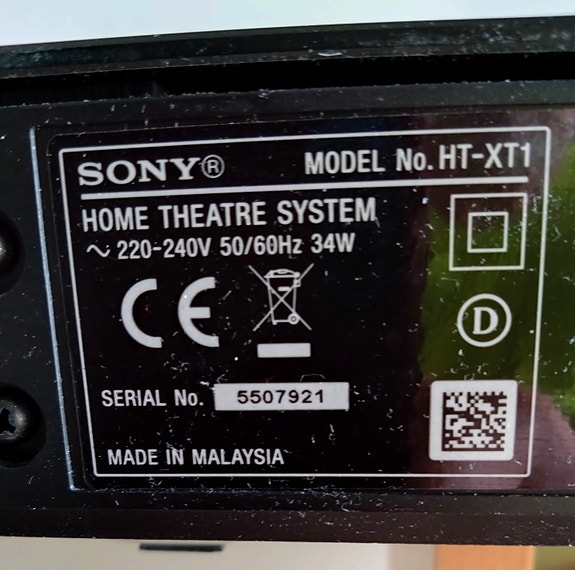 SONY® MODEL No. HT-XT1
HOME THEATRE SYSTEM
~ 220-240V 50/60Hz 34W
CE
D
SERIAL No. 5507921
MADE IN MALAYSIA